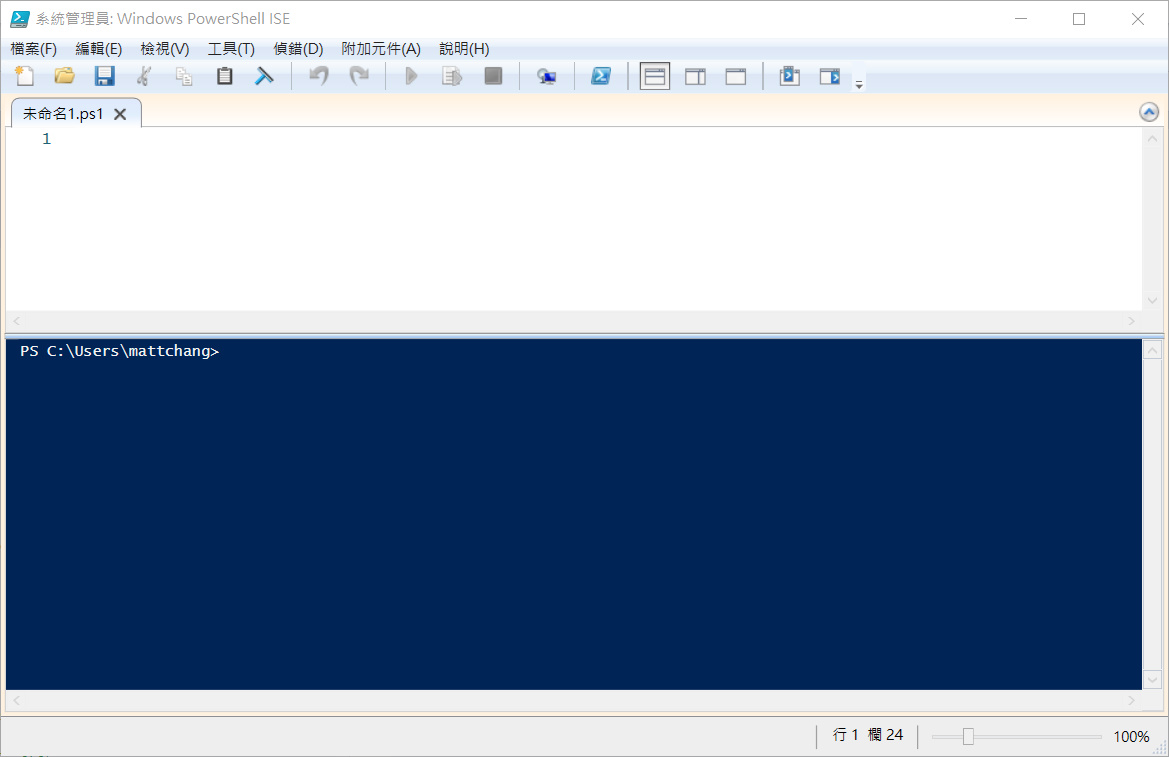 系統管理員: Windows PowerShell ISE
檔案(F) 編輯(E) 檢視(V) 工具(T) 偵錯(D) 附加元件(A) 說明(H)
未命名1.ps1
1
PS C:\Users\mattchang>
行 1 欄 24
100%